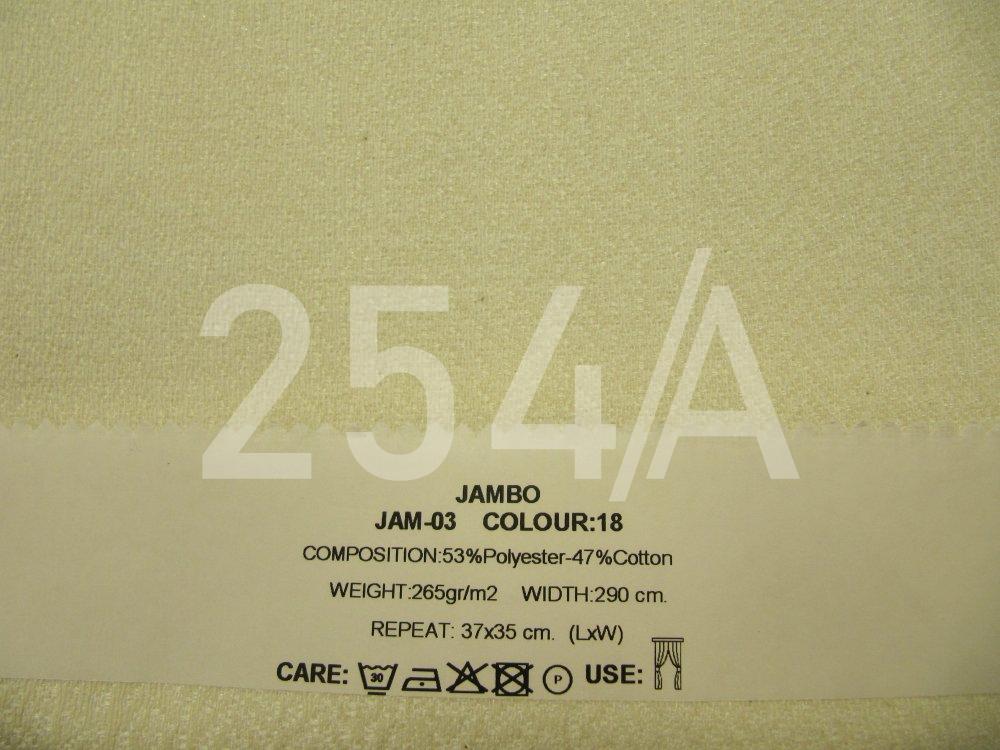 254/A
JAMBO
JAM-03 COLOUR:18
COMPOSITION:53%Polyester-47%Cotton
WEIGHT:265gr/m2 WIDTH:290 cm.
REPEAT: 37x35 cm. (LxW)
CARE: 30 P USE: